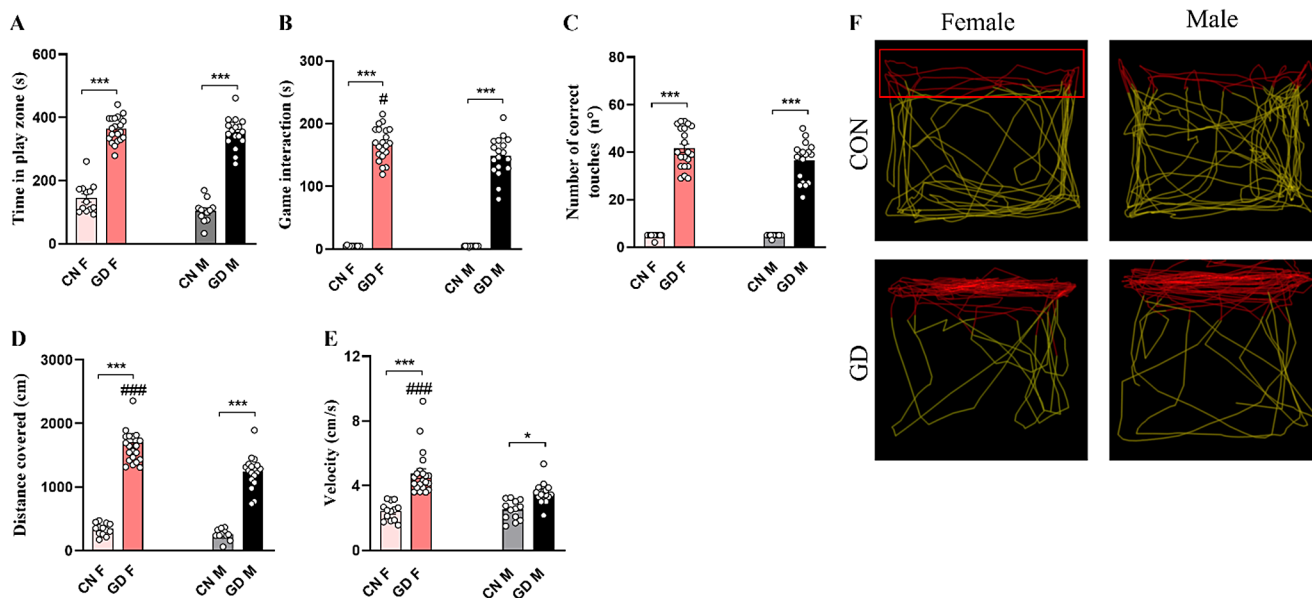 A
Time in play zone (s)
600
400
200
0
***
***
CN F
GD F
CN M
GD M
B
Game interaction (s)
300
200
100
0
***
#
***
CN F
GD F
CN M
GD M
C
Number of correct
touches (n°)
80
60
40
20
0
***
***
CN F
GD F
CN M
GD M
F
Female
Male
CON
GD
D
Distance covered (cm)
3000
2000
1000
0
***
###
***
CN F
GD F
CN M
GD M
E
Velocity (cm/s)
12
8
4
0
***
###
*
CN F
GD F
CN M
GD M